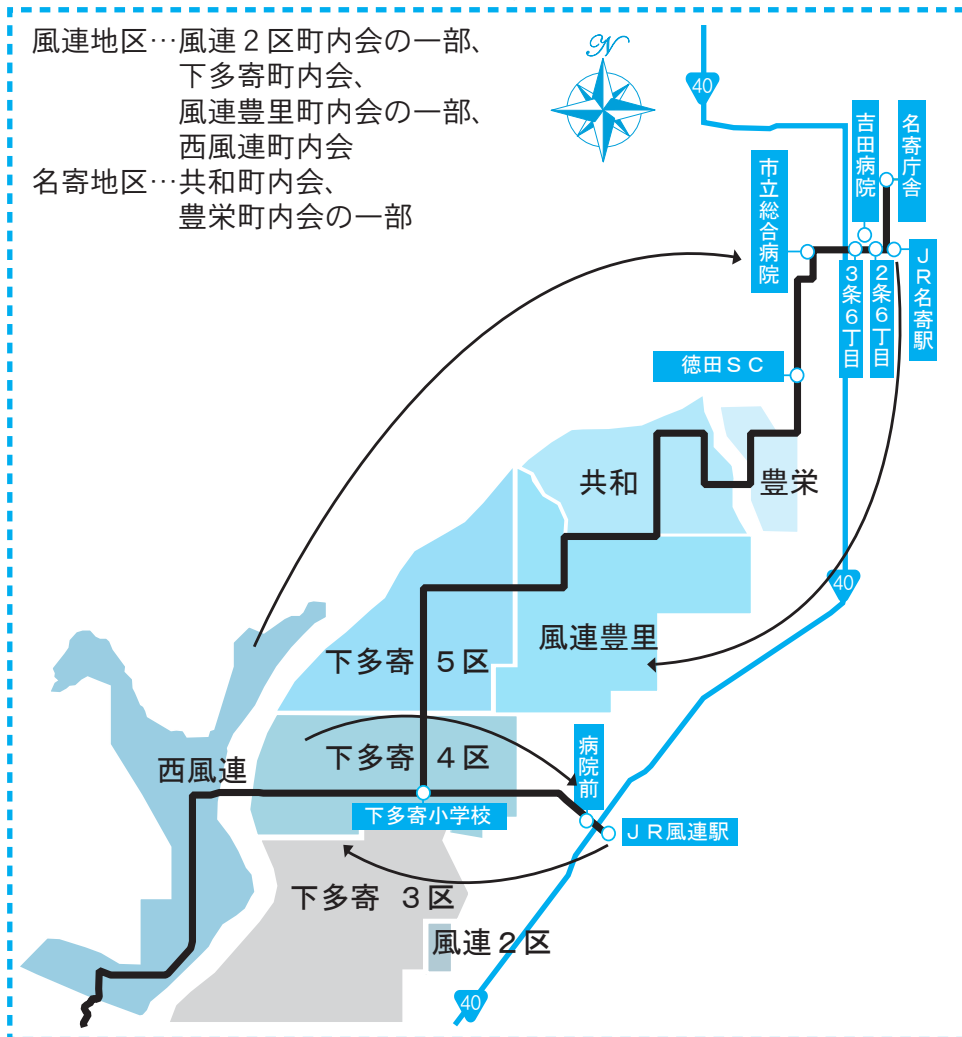 風連地区…風連２区町内会の一部、
下多寄町内会、
風連豊里町内会の一部、
西風連町内会
名寄地区…共和町内会、
豊栄町内会の一部
N
40
吉田病院
名寄庁舎
市立総合病院
３条６丁目
２条６丁目
ＪＲ名寄駅
徳田ＳＣ
共和
豊栄
40
風連豊里
下多寄 ５区
下多寄 ４区
西風連
病院前
下多寄小学校
ＪＲ風連駅
下多寄 ３区
風連２区
40